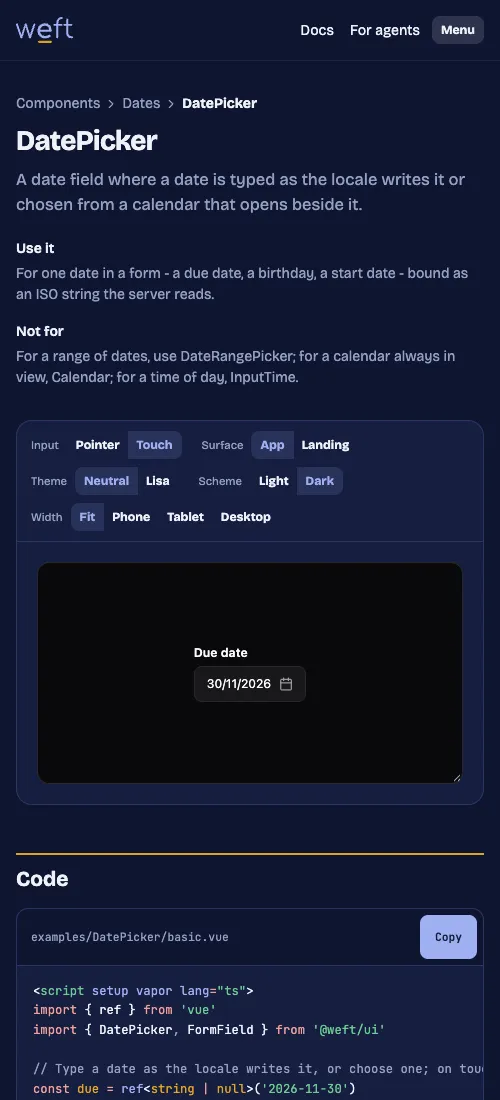 weft
Docs For agents Menu
Components > Dates > DatePicker
DatePicker
A date field where a date is typed as the locale writes it or
chosen from a calendar that opens beside it.
Use it
For one date in a form - a due date, a birthday, a start date - bound as
an ISO string the server reads.
Not for
For a range of dates, use DateRangePicker; for a calendar always in
view, Calendar; for a time of day, InputTime.
Input Pointer Touch Surface App Landing
Theme Neutral Lisa Scheme Light Dark
Width Fit Phone Tablet Desktop
Due date
30/11/2026
Code
examples/DatePicker/basic.vue Copy
<script setup vapor lang="ts">
import { ref } from 'vue'
import { DatePicker, FormField } from '@weft/ui'
// Type a date as the locale writes it, or choose one; on
const due = ref<string | null>('2026-11-30')